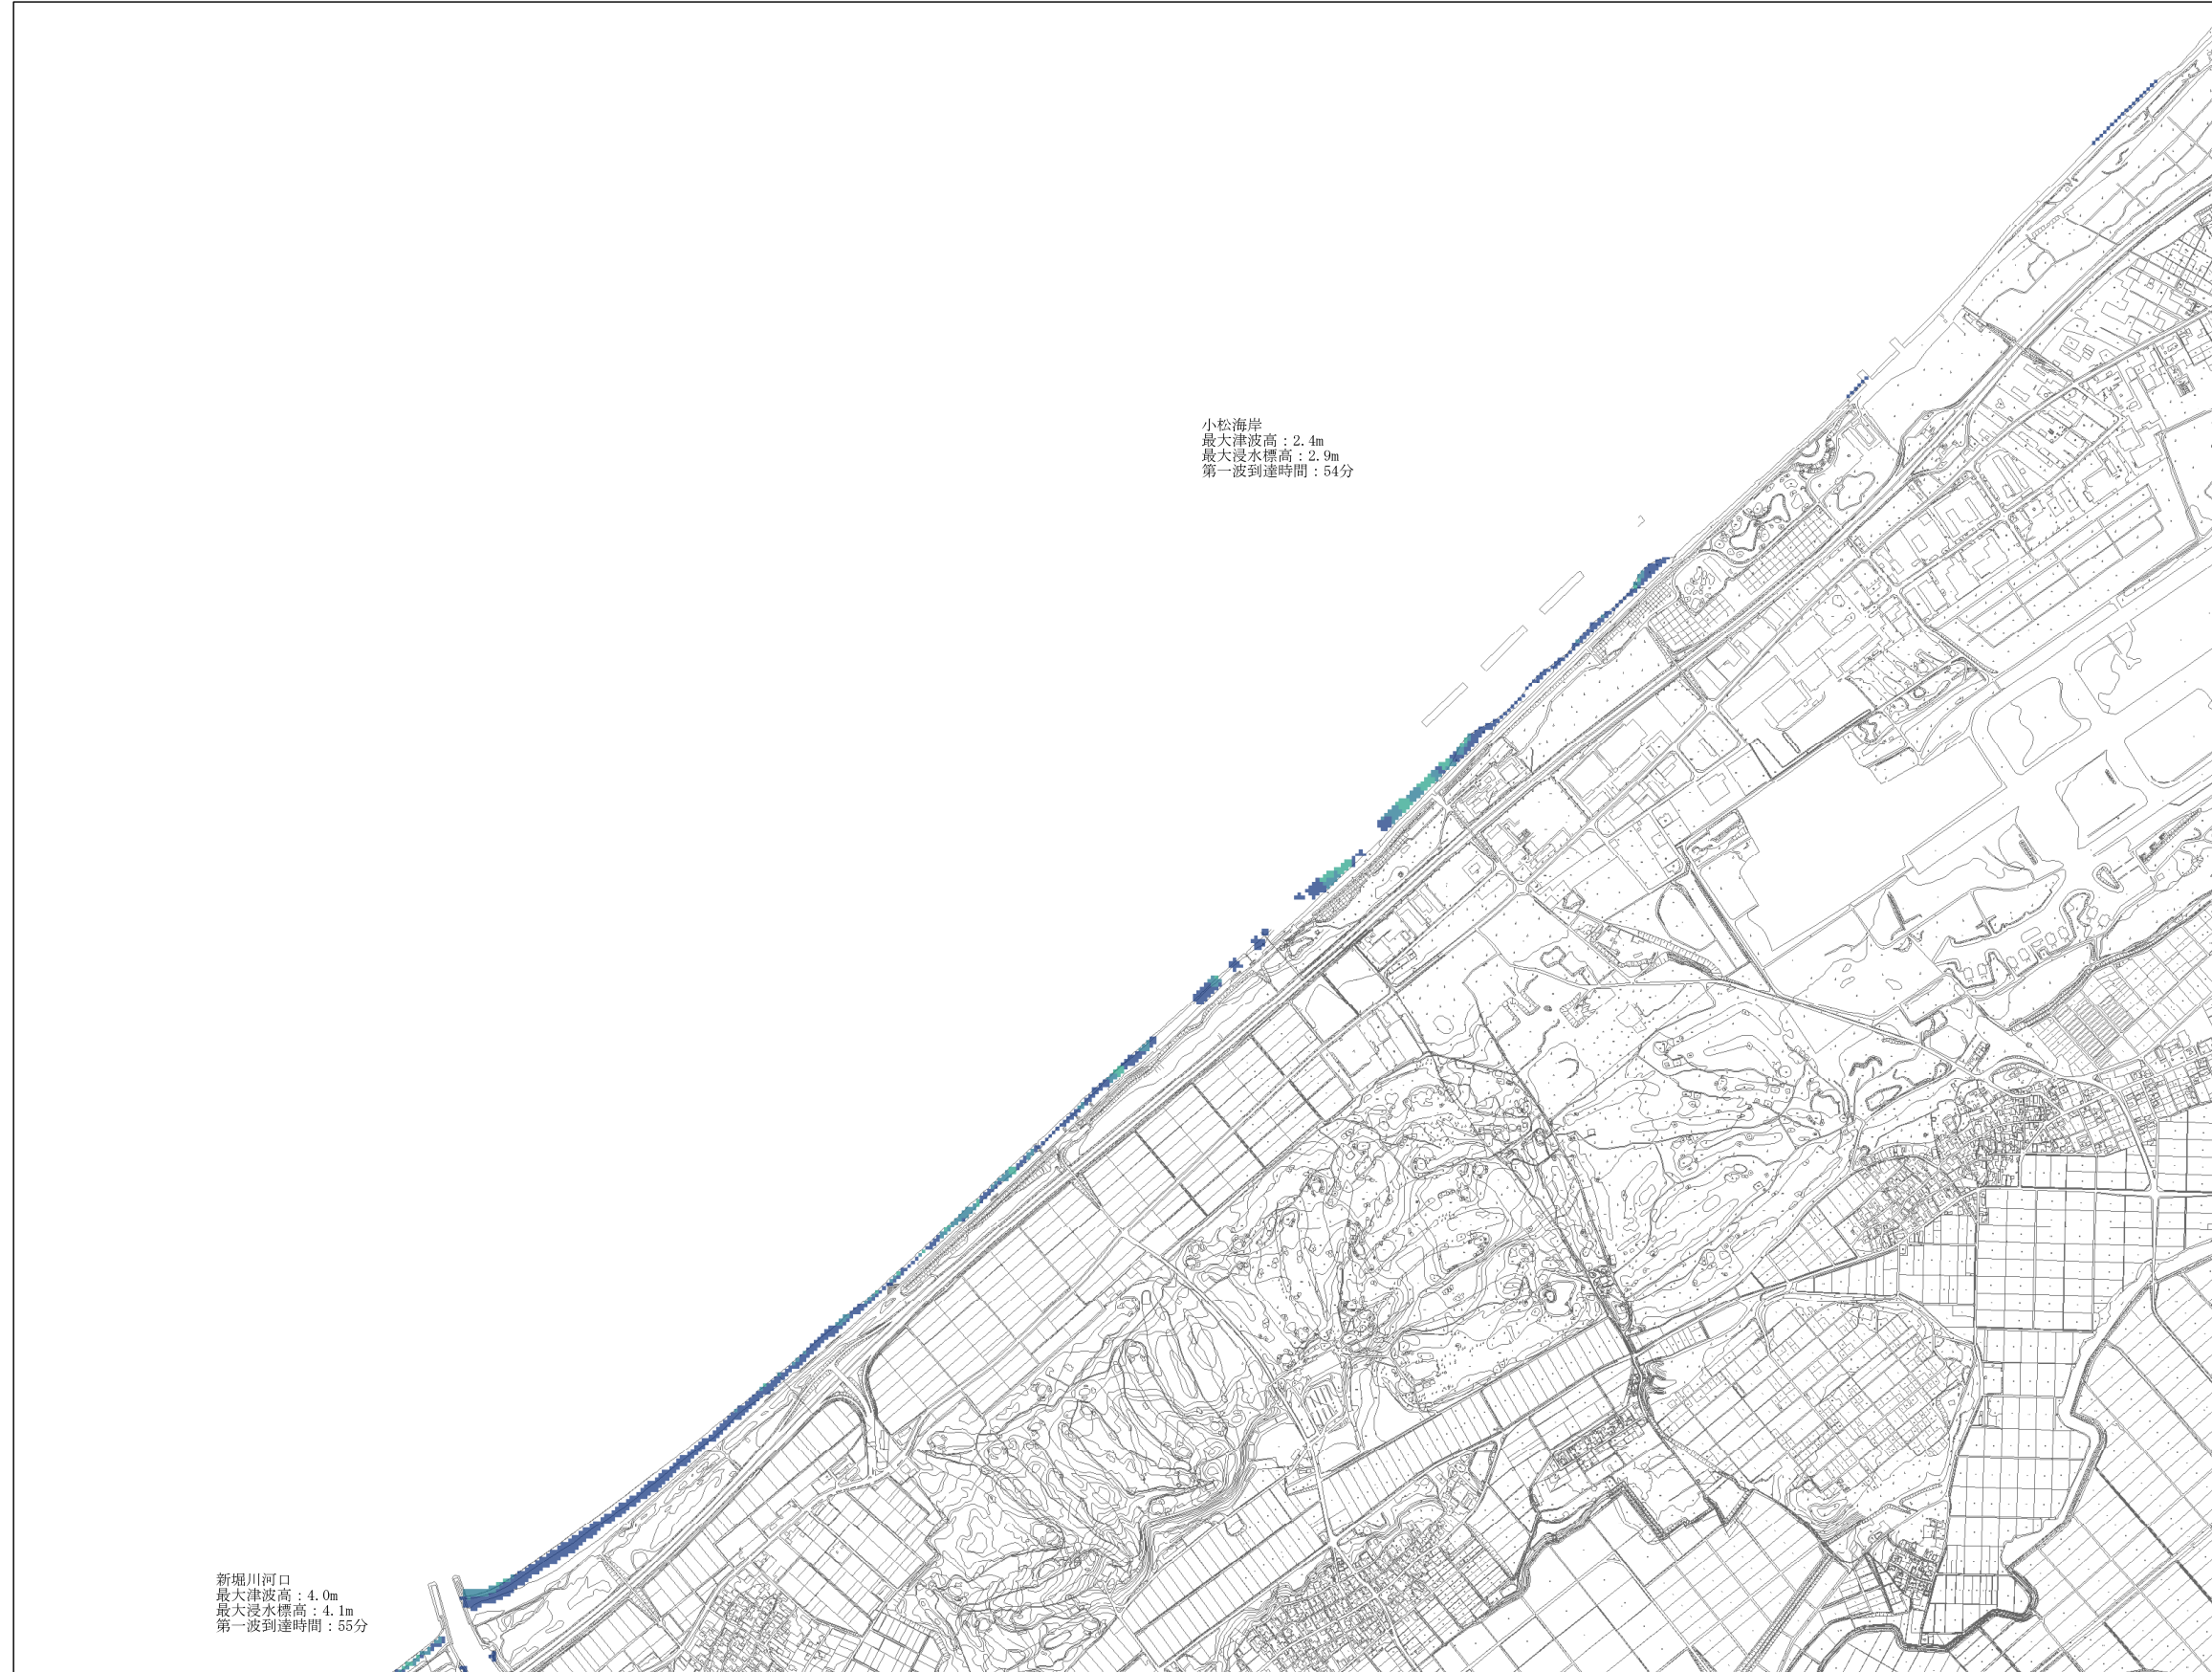 小松海岸
最大津波高：2.4m
最大浸水標高：2.9m
第一波到達時間：54分
新堀川河口
最大津波高：4.0m
最大浸水標高：4.1m
第一波到達時間：55分